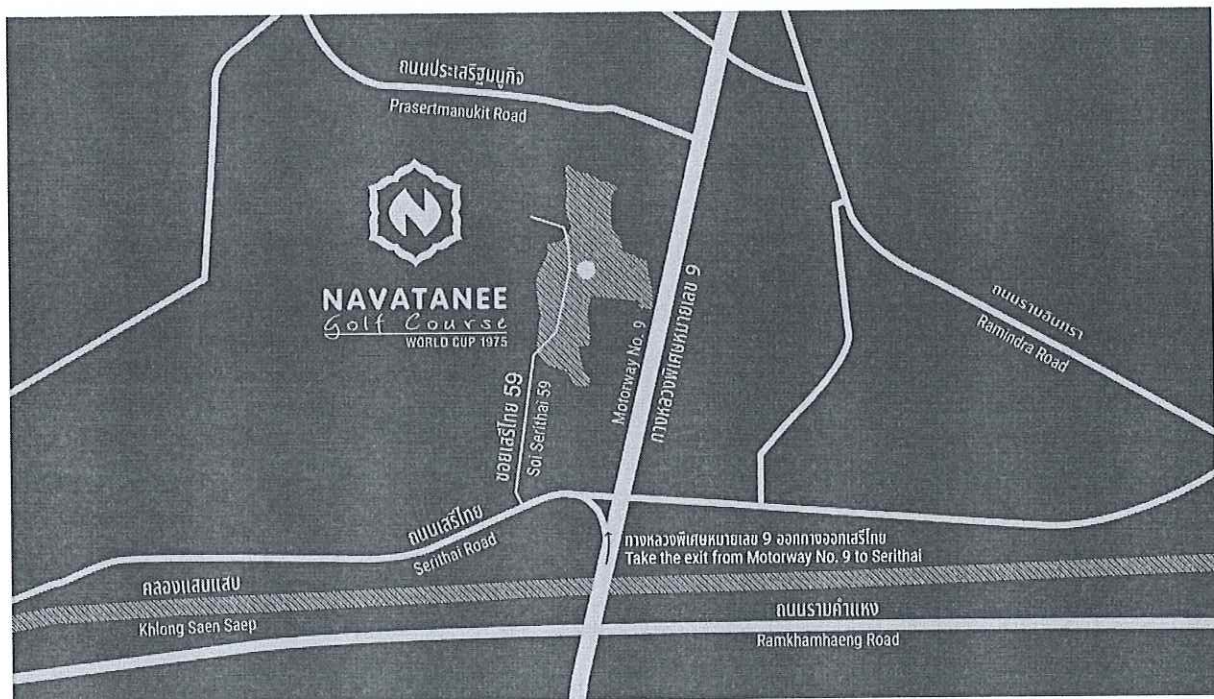 ถนนประเสริฐมนูกิจ
Prasertmanukit Road
N
NAVATANEE
Golf Course
WORLD CUP 1975
ซอยเสรีไทย 59
Soi Serithai 59
Motorway No. 9
ทางหลวงพิเศษหมายเลข 9
ถนนรามอินทรา
Ramindra Road
ถนนเสรีไทย
Serithai Road
ทางหลวงพิเศษหมายเลข 9 ออกทางออกเสรีไทย
Take the exit from Motorway No. 9 to Serithai
คลองแสนแสบ
Khlong Saen Saep
ถนนรามคำแหง
Ramkhamhaeng Road